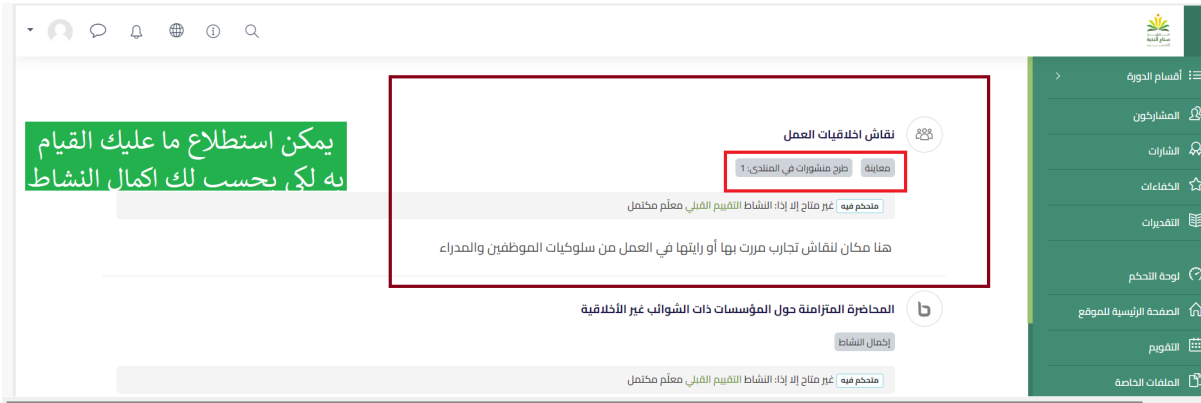 أقسام الدورة
المشاركون
الشارات
الكفاءات
التقديرات
لوحة التحكم
الصفحة الرئيسية للموقع
التقويم
الملفات الخاصة
نقاش اخلاقيات العمل
معاينة طرح منشورات في المنتدى: 1
متحكم فيه غير متاح إلا إذا: النشاط التقييم القبلي معلّم مكتمل
هنا مكان لنقاش تجارب مررت بها أو رايتها في العمل من سلوكيات الموظفين والمدراء
يمكن استطلاع ما عليك القيام
به لكي يحسب لك اكمال النشاط
المحاضرة المتزامنة حول المؤسسات ذات الشوائب غير الأخلاقية
إكمال النشاط
متحكم فيه غير متاح إلا إذا: النشاط التقييم القبلي معلّم مكتمل